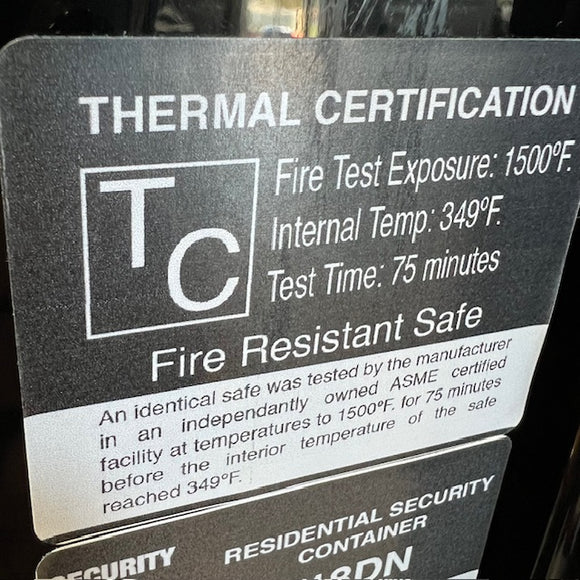 THERMAL CERTIFICATION
TC
Fire Test Exposure: 1500°F.
Internal Temp: 349°F.
Test Time: 75 minutes
Fire Resistant Safe
An identical safe was tested by the manufacturer
in an independantly owned ASME certified
facility at temperatures to 1500°F. for 75 minutes
before the interior temperature of the safe
reached 349°F.
RESIDENTIAL SECURITY
CONTAINER